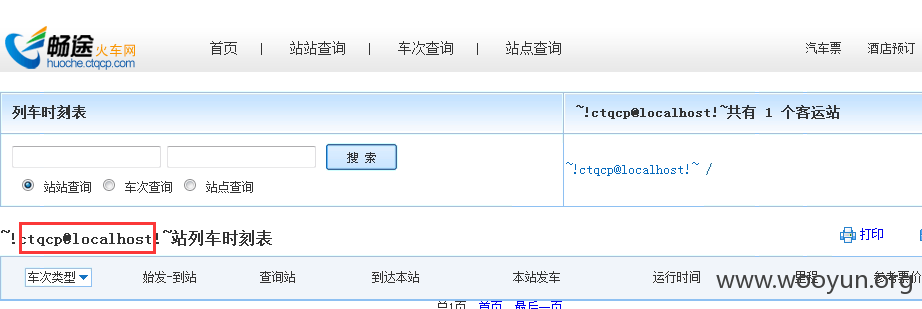 畅途火车网
huoche.ctqcp.com
首页 | 站站查询 | 车次查询 | 站点查询
汽车票 酒店预订
列车时刻表
~!ctqcp@localhost!~共有 1 个客运站
搜 索
~!ctqcp@localhost!~ /
站站查询 车次查询 站点查询
~!ctqcp@localhost!~站列车时刻表
打印
车次类型 始发-到站 查询站 到达本站 本站发车 运行时间 里程 参考票价
www.wooyun.org
总1页 首页 最后一页